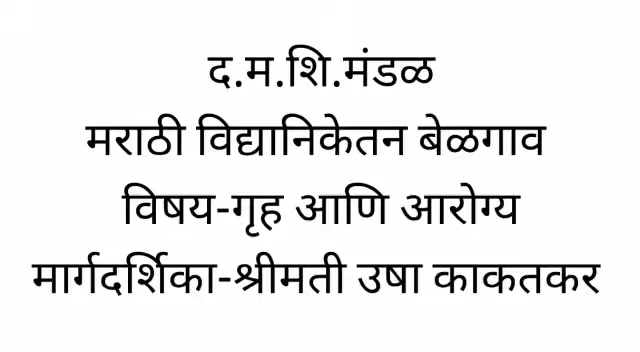 द.म.शि.मंडळ
मराठी विद्यानिकेतन बेळगाव
विषय-गृह आणि आरोग्य
मार्गदर्शिका-श्रीमती उषा काकतकर